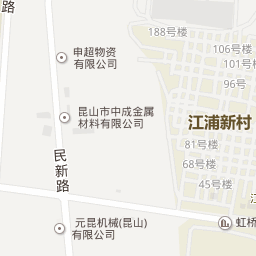 路
188号楼
申超物资
有限公司
106号楼
101号楼
96号
昆山市中成金属
材料有限公司
江浦新村
81号楼
民新路
68号楼
45号楼
元昆机械(昆山)
有限公司
虹桥